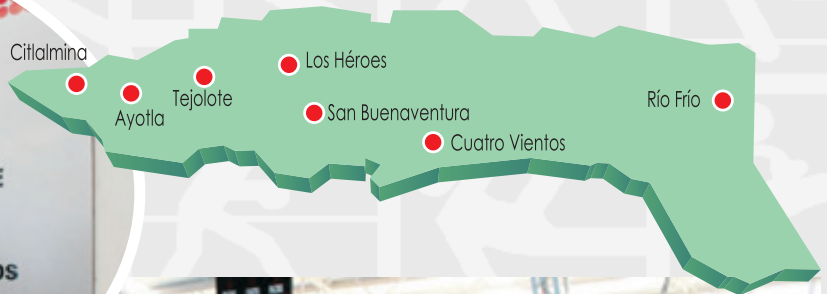 Citlalmina
Ayotla
Tejolote
Los Héroes
San Buenaventura
Cuatro Vientos
Río Frío